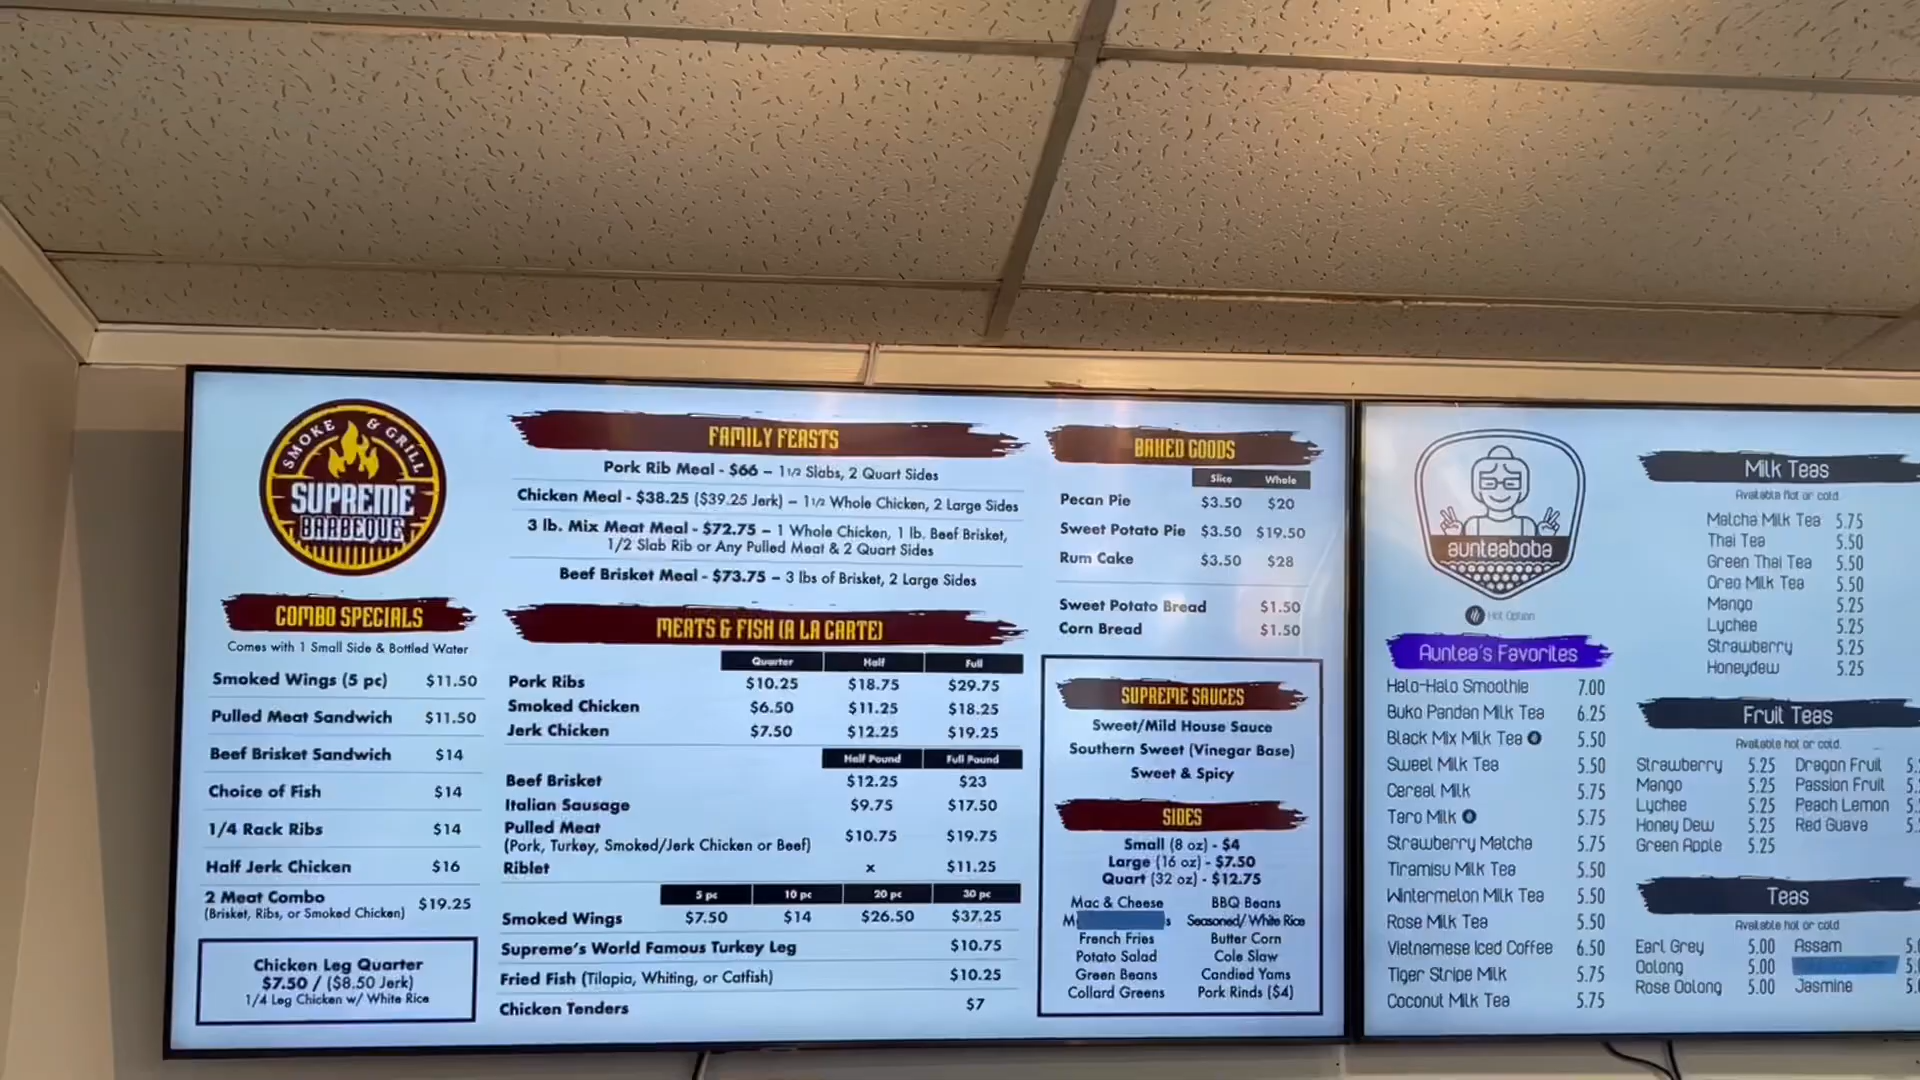 SMOKE & GRILL
SUPREME
BARBEQUE
COMBO SPECIALS
Comes with 1 Small Side & Bottled Water
Smoked Wings (5 pc) $11.50
Pulled Meat Sandwich $11.50
Beef Brisket Sandwich $14
Choice of Fish $14
1/4 Rack Ribs $14
Half Jerk Chicken $16
2 Meat Combo $19.25
(Brisket, Ribs, or Smoked Chicken)
Chicken Leg Quarter
$7.50 / ($8.50 Jerk)
1/4 Leg Chicken w/ White Rice
FAMILY FEASTS
Pork Rib Meal - $66 – 1 1/2 Slabs, 2 Quart Sides
Chicken Meal - $38.25 ($39.25 Jerk) – 1 1/2 Whole Chicken, 2 Large Sides
3 lb. Mix Meat Meal - $72.75 – 1 Whole Chicken, 1 lb. Beef Brisket,
1/2 Slab Rib or Any Pulled Meat & 2 Quart Sides
Beef Brisket Meal - $73.75 – 3 lbs of Brisket, 2 Large Sides
MEATS & FISH (A LA CARTE)
Quarter Half Full
Pork Ribs $10.25 $18.75 $29.75
Smoked Chicken $6.50 $11.25 $18.25
Jerk Chicken $7.50 $12.25 $19.25
Half Pound Full Pound
Beef Brisket $12.25 $23
Italian Sausage $9.75 $17.50
Pulled Meat $10.75 $19.75
(Pork, Turkey, Smoked/Jerk Chicken or Beef)
Riblet x $11.25
5 pc 10 pc 20 pc 30 pc
Smoked Wings $7.50 $14 $26.50 $37.25
Supreme's World Famous Turkey Leg $10.75
Fried Fish (Tilapia, Whiting, or Catfish) $10.25
Chicken Tenders $7
BAKED GOODS
Slice Whole
Pecan Pie $3.50 $20
Sweet Potato Pie $3.50 $19.50
Rum Cake $3.50 $28
Sweet Potato Bread $1.50
Corn Bread $1.50
SUPREME SAUCES
Sweet/Mild House Sauce
Southern Sweet (Vinegar Base)
Sweet & Spicy
SIDES
Small (8 oz) - $4
Large (16 oz) - $7.50
Quart (32 oz) - $12.75
Mac & Cheese BBQ Beans
Seasoned/White Rice
French Fries Butter Corn
Potato Salad Cole Slaw
Green Beans Candied Yams
Collard Greens Pork Rinds ($4)
aunteaboba
Hot Option
Auntea's Favorites
Halo-Halo Smoothie 7.00
Buko Pandan Milk Tea 6.25
Black Mix Milk Tea 5.50
Sweet Milk Tea 5.50
Cereal Milk 5.75
Taro Milk 5.75
Strawberry Matcha 5.75
Tiramisu Milk Tea 5.50
Wintermelon Milk Tea 5.50
Rose Milk Tea 5.50
Vietnamese Iced Coffee 6.50
Tiger Stripe Milk 5.75
Coconut Milk Tea 5.75
Milk Teas
Available hot or cold
Matcha Milk Tea 5.75
Thai Tea 5.50
Green Thai Tea 5.50
Oreo Milk Tea 5.50
Mango 5.25
Lychee 5.25
Strawberry 5.25
Honeydew 5.25
Fruit Teas
Available hot or cold.
Strawberry 5.25 Dragon Fruit
Mango 5.25 Passion Fruit
Lychee 5.25 Peach Lemon
Honey Dew 5.25 Red Guava
Green Apple 5.25
Teas
Available hot or cold
Earl Grey 5.00 Assam
Oolong 5.00
Rose Oolong 5.00 Jasmine